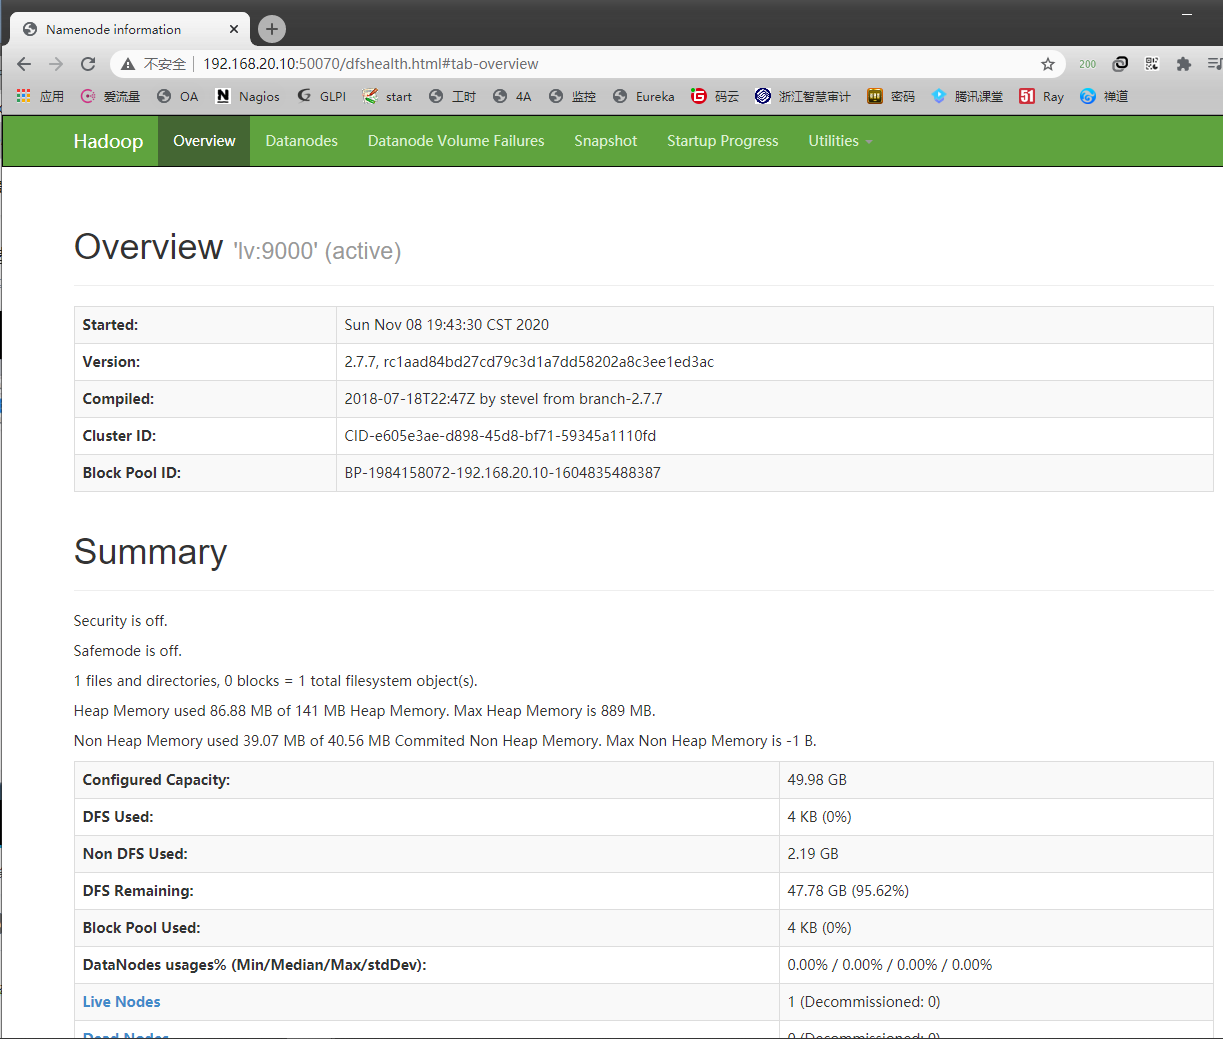 Namenode information
不安全 192.168.20.10:50070/dfshealth.html#tab-overview 200
应用 爱流量 OA Nagios GLPI start 工时 4A 监控 Eureka 码云 浙江智慧审计 密码 腾讯课堂 51 Ray 禅道
Hadoop Overview Datanodes Datanode Volume Failures Snapshot Startup Progress Utilities
Overview 'lv:9000' (active)
Started: Sun Nov 08 19:43:30 CST 2020
Version: 2.7.7, rc1aad84bd27cd79c3d1a7dd58202a8c3ee1ed3ac
Compiled: 2018-07-18T22:47Z by stevel from branch-2.7.7
Cluster ID: CID-e605e3ae-d898-45d8-bf71-59345a1110fd
Block Pool ID: BP-1984158072-192.168.20.10-1604835488387
Summary
Security is off.
Safemode is off.
1 files and directories, 0 blocks = 1 total filesystem object(s).
Heap Memory used 86.88 MB of 141 MB Heap Memory. Max Heap Memory is 889 MB.
Non Heap Memory used 39.07 MB of 40.56 MB Commited Non Heap Memory. Max Non Heap Memory is -1 B.
Configured Capacity: 49.98 GB
DFS Used: 4 KB (0%)
Non DFS Used: 2.19 GB
DFS Remaining: 47.78 GB (95.62%)
Block Pool Used: 4 KB (0%)
DataNodes usages% (Min/Median/Max/stdDev): 0.00% / 0.00% / 0.00% / 0.00%
Live Nodes 1 (Decommissioned: 0)
Dead Nodes 0 (Decommissioned: 0)